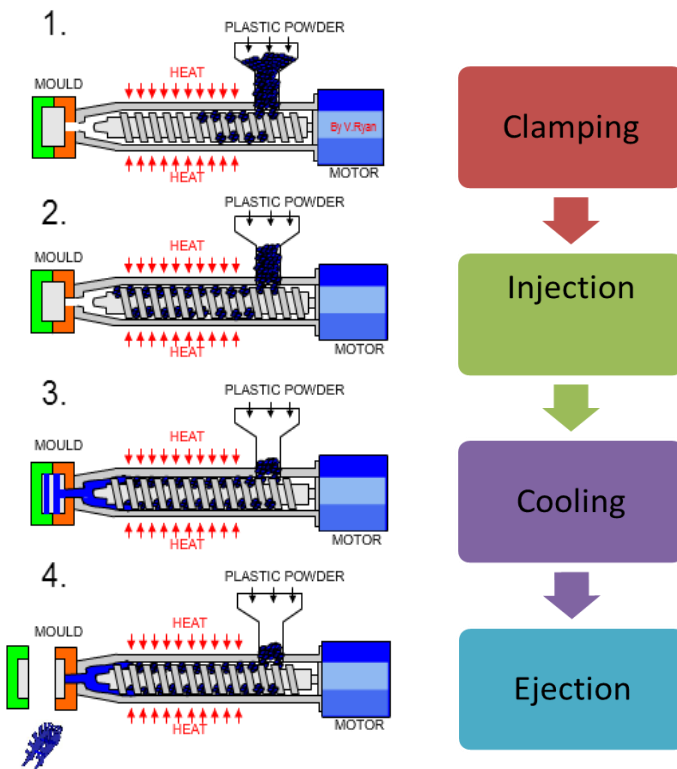 1.
PLASTIC POWDER
MOULD
HEAT
By V.Ryan
HEAT
MOTOR
Clamping
2.
PLASTIC POWDER
MOULD
HEAT
HEAT
MOTOR
Injection
3.
PLASTIC POWDER
MOULD
HEAT
HEAT
MOTOR
Cooling
4.
PLASTIC POWDER
MOULD
HEAT
HEAT
MOTOR
Ejection